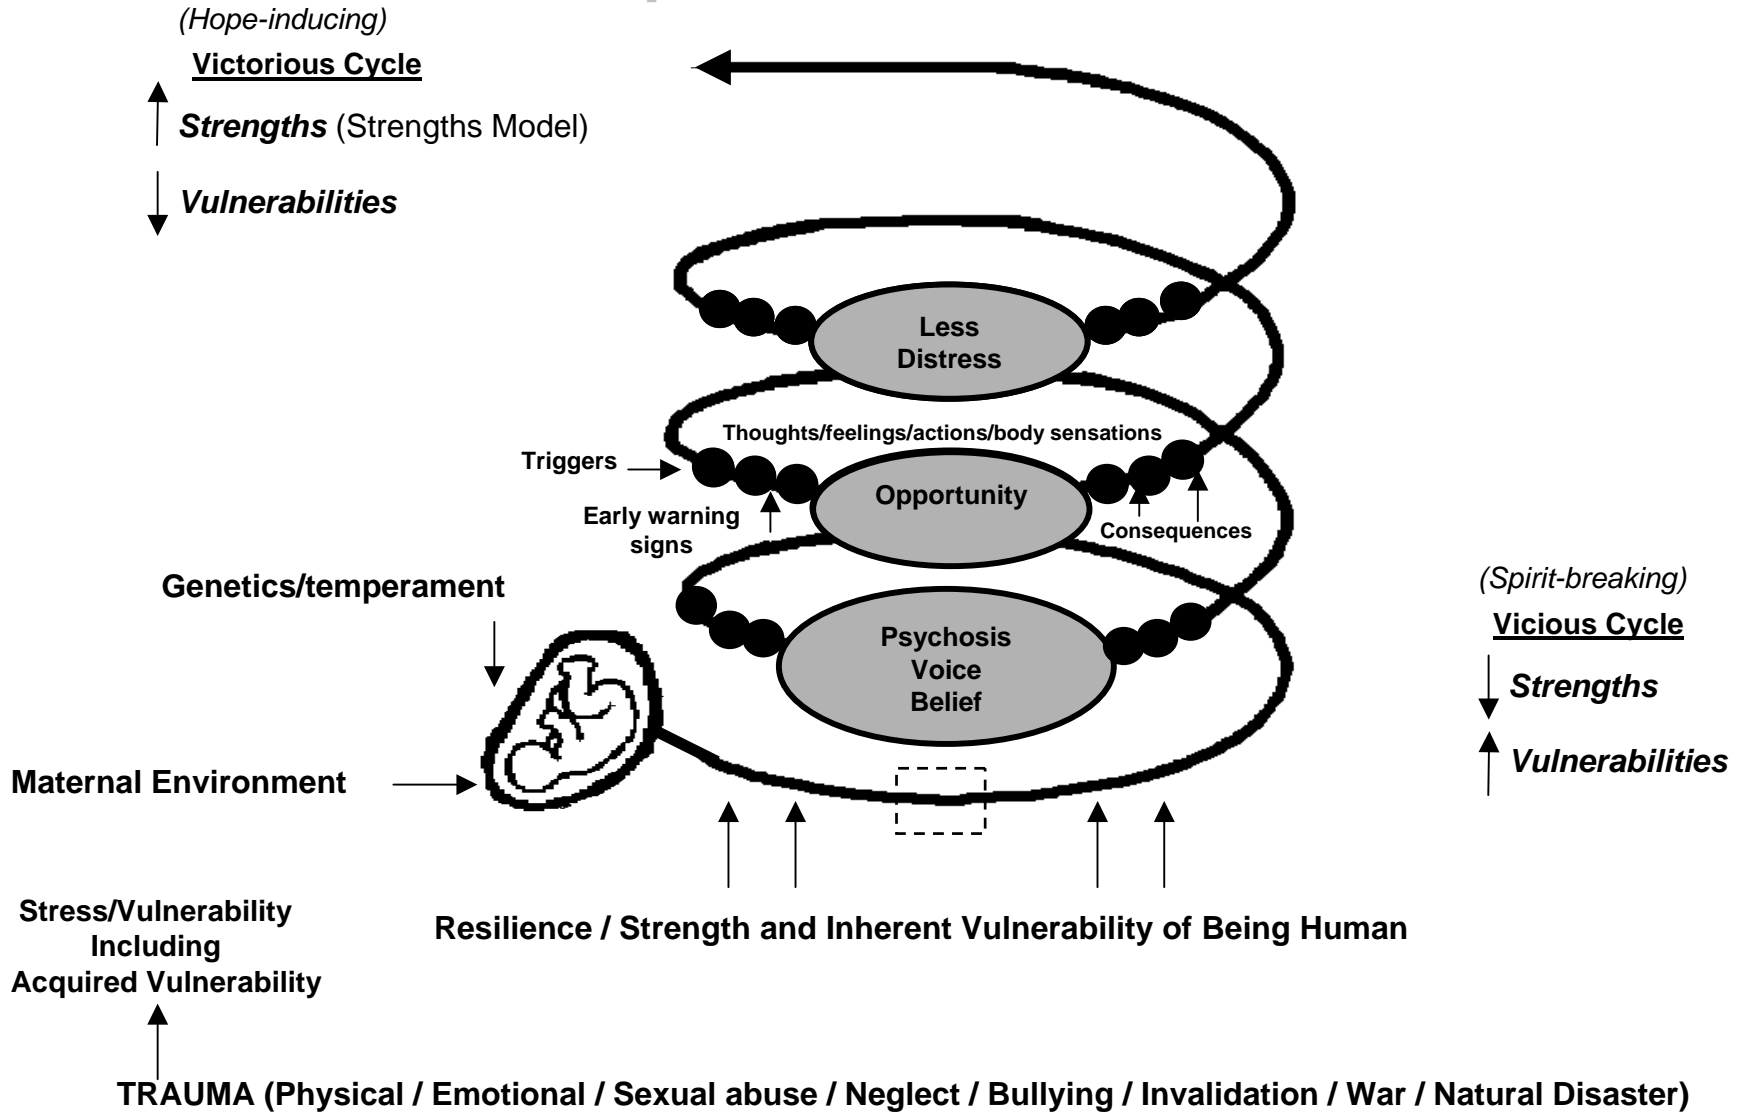 (Hope-inducing)
Victorious Cycle
Strengths (Strengths Model)
Vulnerabilities
Less
Distress
Thoughts/feelings/actions/body sensations
Triggers
Opportunity
Early warning
signs
Consequences
Genetics/temperament
(Spirit-breaking)
Vicious Cycle
Strengths
Vulnerabilities
Psychosis
Voice
Belief
Maternal Environment
Stress/Vulnerability
Including
Acquired Vulnerability
Resilience / Strength and Inherent Vulnerability of Being Human
TRAUMA (Physical / Emotional / Sexual abuse / Neglect / Bullying / Invalidation / War / Natural Disaster)